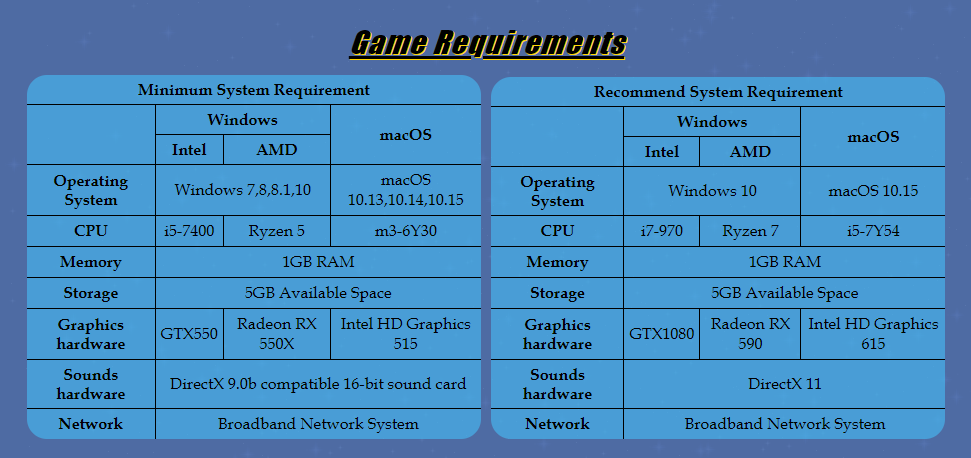 Game Requirements
Minimum System Requirement
Windows
macOS
Intel
AMD
Operating
System
Windows 7,8,8.1,10
macOS
10.13,10.14,10.15
CPU
i5-7400
Ryzen 5
m3-6Y30
Memory
1GB RAM
Storage
5GB Available Space
Graphics
hardware
GTX550
Radeon RX
550X
Intel HD Graphics
515
Sounds
hardware
DirectX 9.0b compatible 16-bit sound card
Network
Broadband Network System
Recommend System Requirement
Windows
macOS
Intel
AMD
Operating
System
Windows 10
macOS 10.15
CPU
i7-970
Ryzen 7
i5-7Y54
Memory
1GB RAM
Storage
5GB Available Space
Graphics
hardware
GTX1080
Radeon RX
590
Intel HD Graphics
615
Sounds
hardware
DirectX 11
Network
Broadband Network System